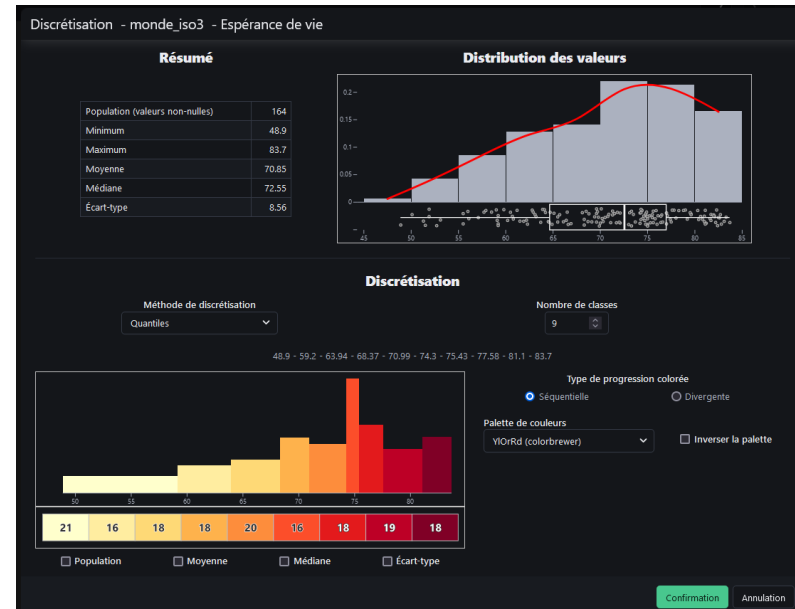 Discrétisation - monde_iso3 - Espérance de vie
Résumé
Population (valeurs non-nulles) 164
Minimum 48.9
Maximum 83.7
Moyenne 70.85
Médiane 72.55
Écart-type 8.56
Distribution des valeurs
0.2
0.15
0.1
0.05
0
45 50 55 60 65 70 75 80 85
Discrétisation
Méthode de discrétisation
Quantiles
Nombre de classes
9
48.9 - 59.2 - 63.94 - 68.37 - 70.99 - 74.3 - 75.43 - 77.58 - 81.1 - 83.7
50 55 60 65 70 75 80
21 16 18 18 20 16 18 19 18
Population Moyenne Médiane Écart-type
Type de progression colorée
Séquentielle Divergente
Palette de couleurs
YlOrRd (colorbrewer)
Inverser la palette
Confirmation Annulation